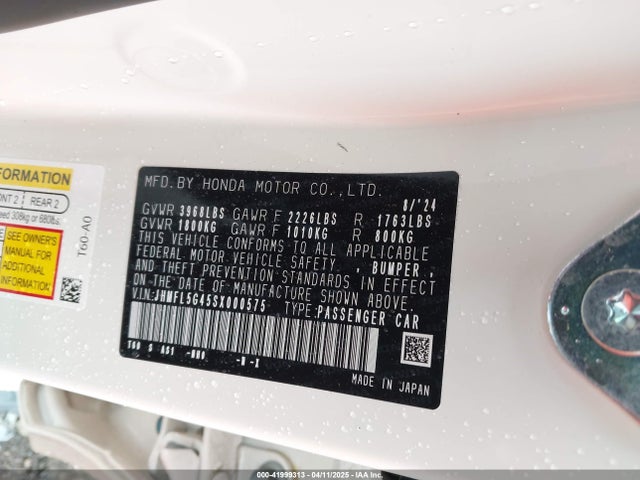 INFORMATION
ONT 2 REAR 2
eed 308kg or 680lbs.
SEE OWNER'S
MANUAL FOR
ADDITIONAL
INFORMATION
T60-A0
MFD. BY HONDA MOTOR CO., LTD.
8/'24
GVWR 3968LBS GAWR F 2226LBS R 1763LBS
GVWR 1800KG GAWR F 1010KG R 800KG
THIS VEHICLE CONFORMS TO ALL APPLICABLE
FEDERAL MOTOR VEHICLE SAFETY, BUMPER,
AND THEFT PREVENTION STANDARDS IN EFFECT
ON THE DATE OF MANUFACTURE SHOWN ABOVE.
VIN: JHMFL5G45SX000575 TYPE: PASSENGER CAR
MADE IN JAPAN
000-41999313 - 04/11/2025 - IAA Inc.